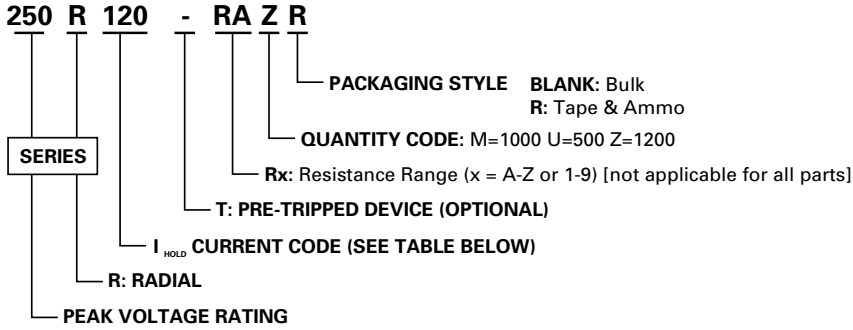 250 R 120 - RA Z R
PACKAGING STYLE BLANK: Bulk
R: Tape & Ammo
QUANTITY CODE: M=1000 U=500 Z=1200
SERIES
Rx: Resistance Range (x = A-Z or 1-9) [not applicable for all parts]
T: PRE-TRIPPED DEVICE (OPTIONAL)
I HOLD CURRENT CODE (SEE TABLE BELOW)
R: RADIAL
PEAK VOLTAGE RATING